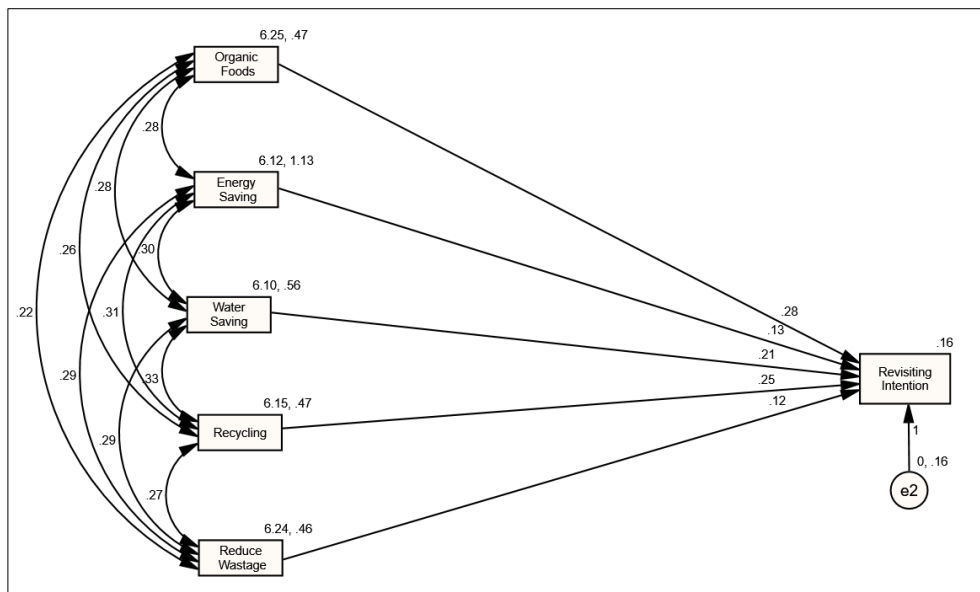 6.25, .47
Organic
Foods
.28
6.12, 1.13
Energy
Saving
.28
.30
.26
6.10, .56
Water
Saving
.22
.31
.28
.13
.21
.16
Revisiting
Intention
.29
.33
.25
.12
6.15, .47
Recycling
.29
1
0, .16
e2
.27
6.24, .46
Reduce
Wastage